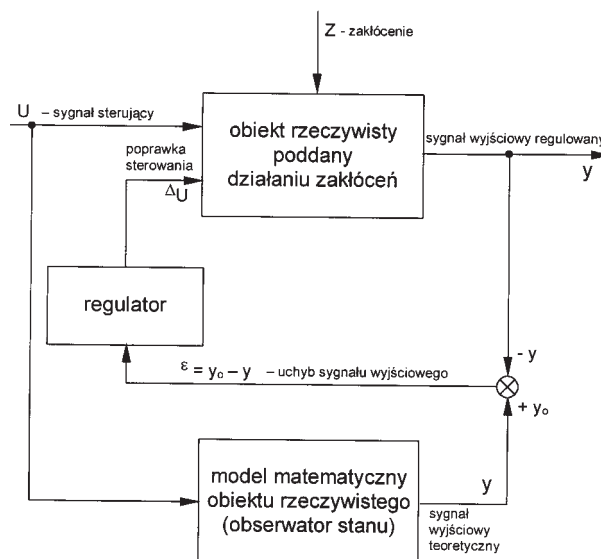 Z - zakłócenie
U – sygnał sterujący
obiekt rzeczywisty
poddany
działaniu zakłóceń
sygnał wyjściowy regulowany
y
poprawka
sterowania
ΔU
regulator
- y
ε = y₀ – y – uchyb sygnału wyjściowego
+ y₀
model matematyczny
obiektu rzeczywistego
(obserwator stanu)
y
sygnał
wyjściowy
teoretyczny